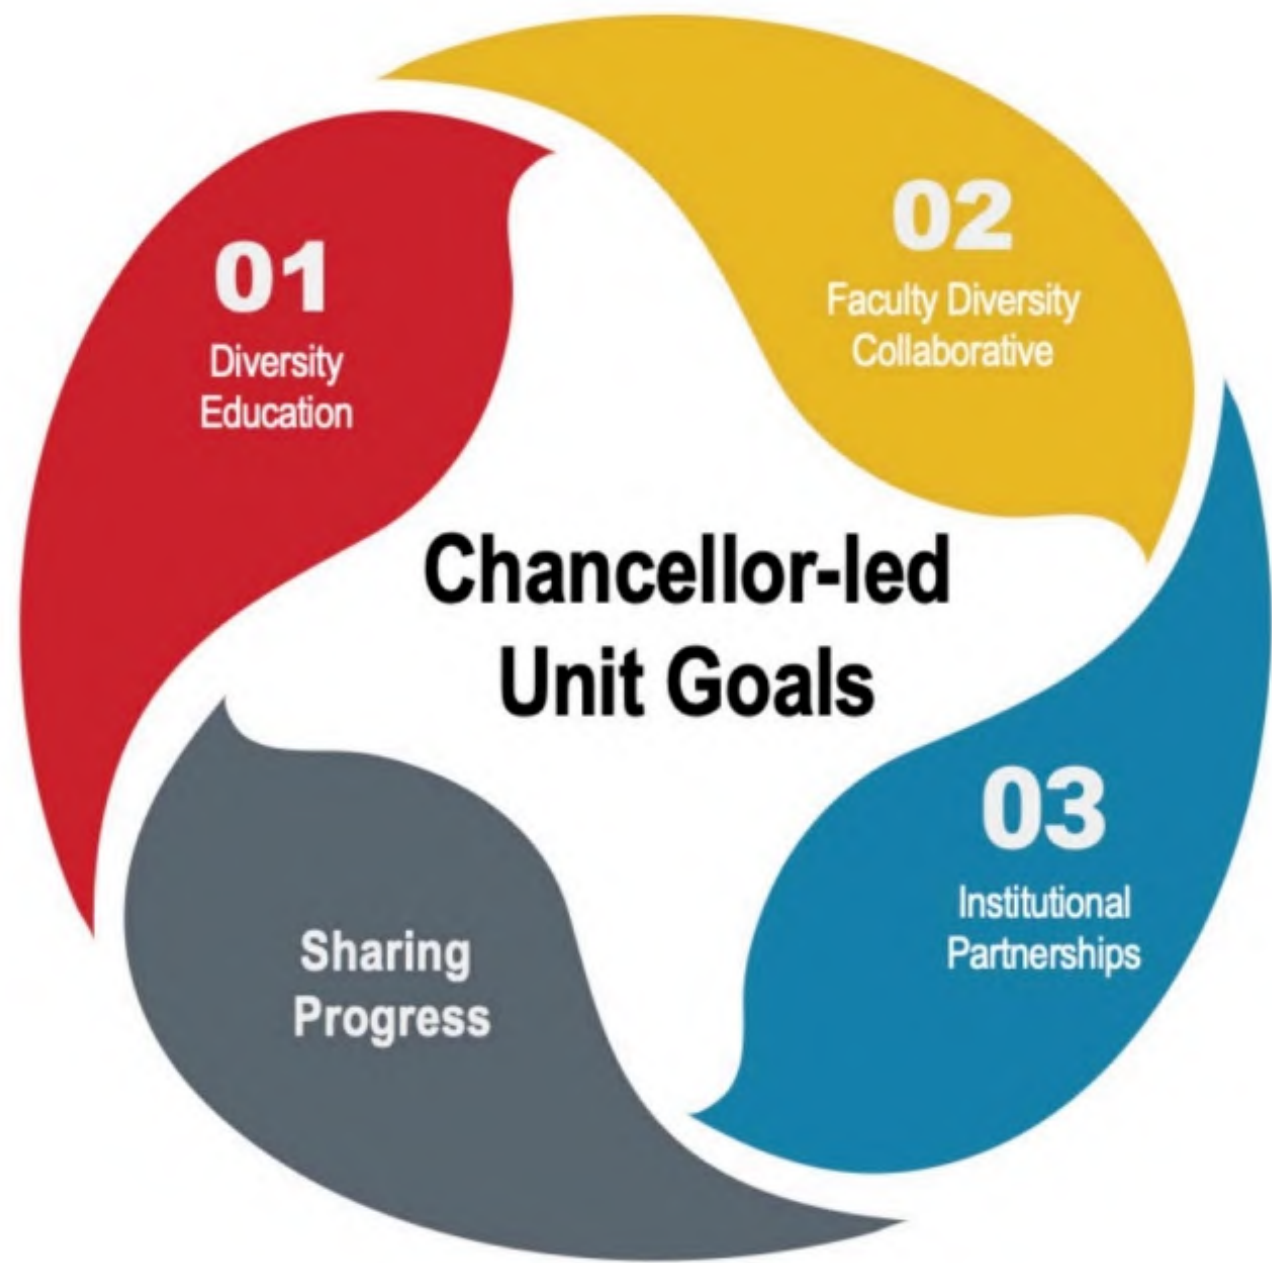 01
Diversity
Education
02
Faculty Diversity
Collaborative
Chancellor-led
Unit Goals
03
Institutional
Partnerships
Sharing
Progress